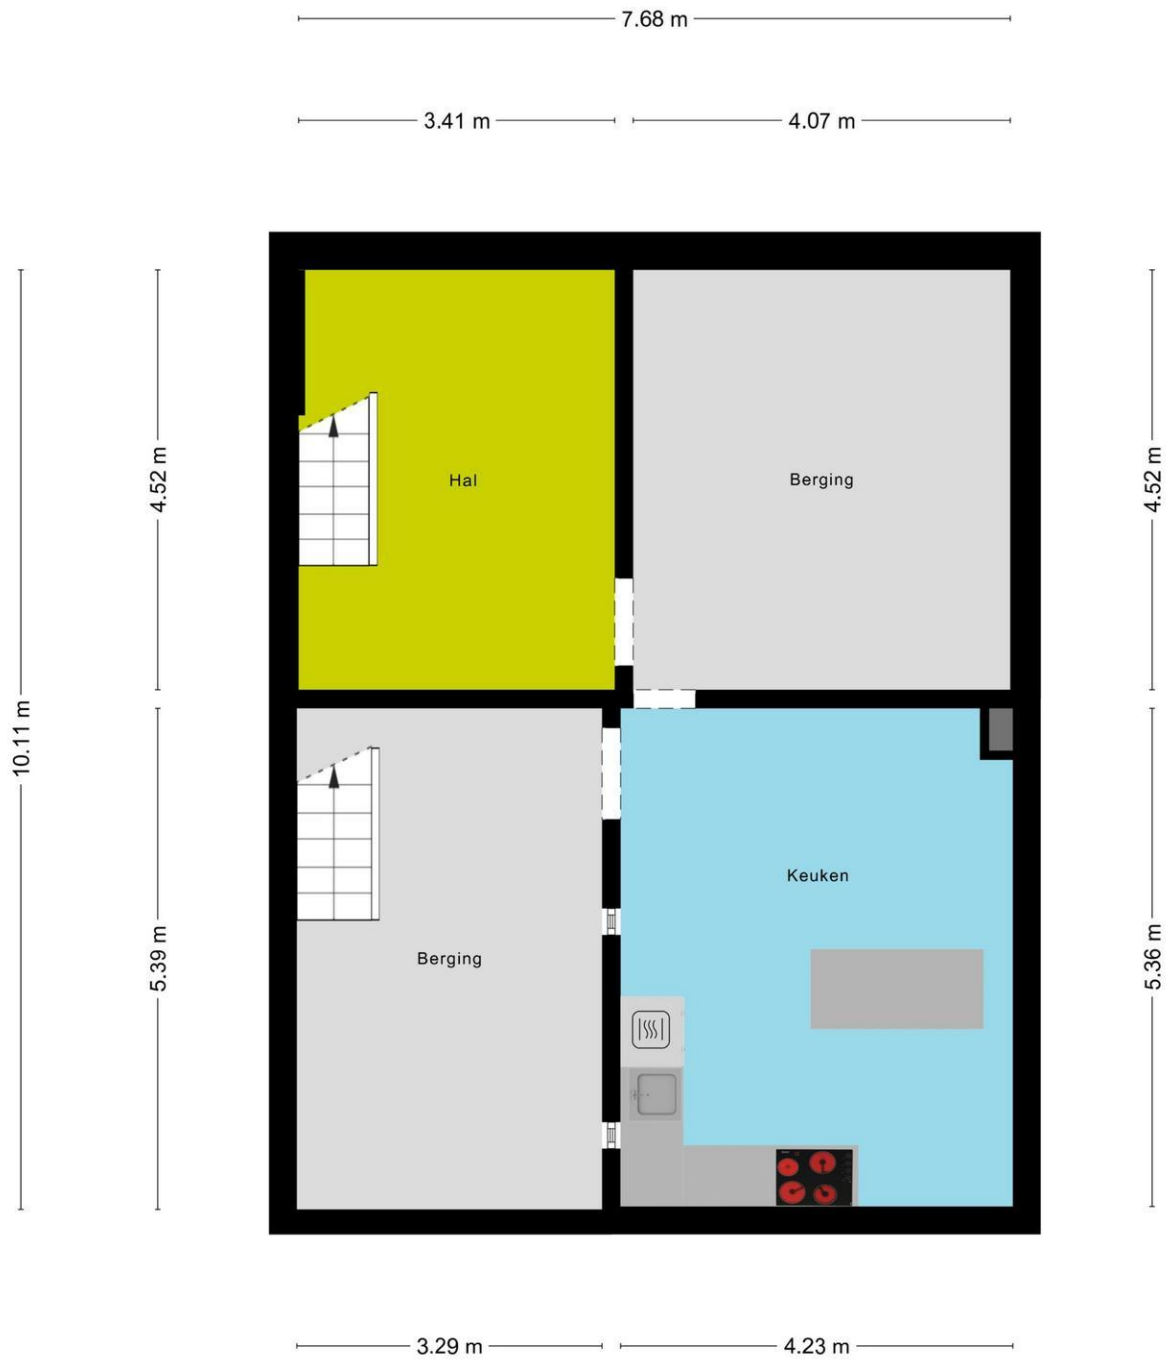 7.68 m
3.41 m
4.07 m
4.52 m
4.52 m
Hal
Berging
10.11 m
Keuken
5.39 m
Berging
5.36 m
3.29 m
4.23 m